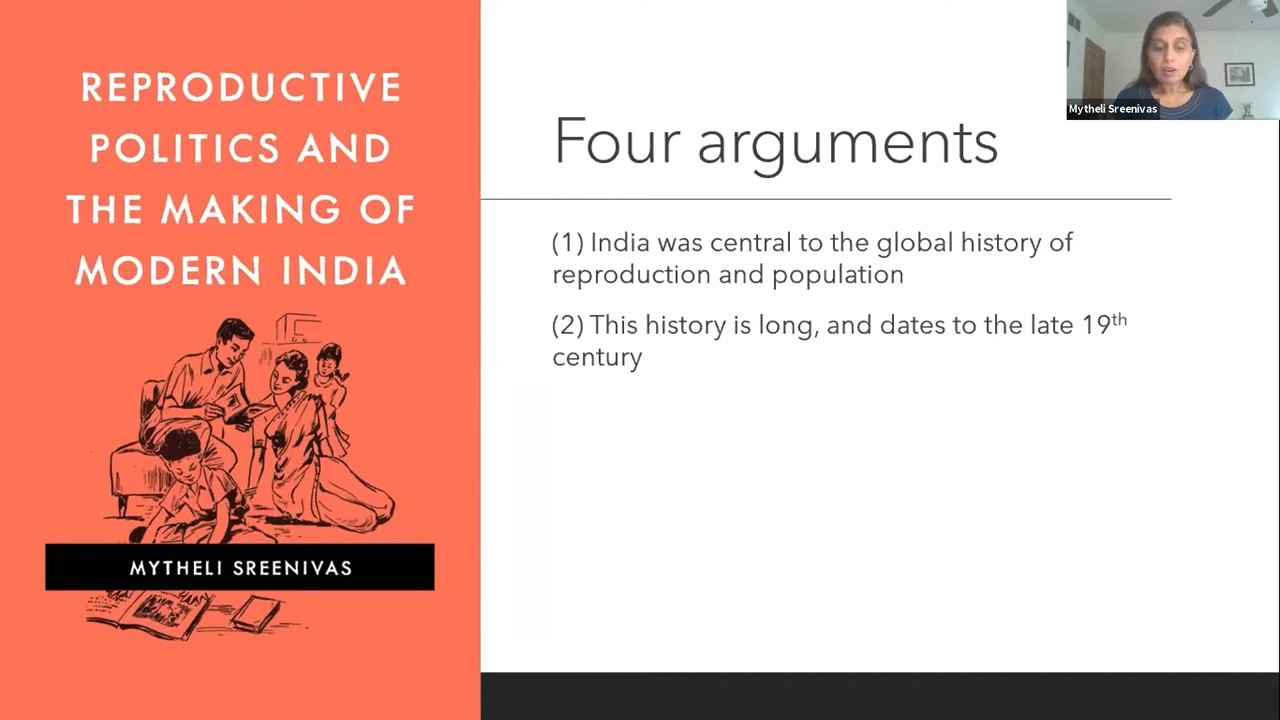 REPRODUCTIVE
POLITICS AND
THE MAKING OF
MODERN INDIA
MYTHELI SREENIVAS
Four arguments
(1) India was central to the global history of
reproduction and population
(2) This history is long, and dates to the late 19th
century
Mytheli Sreenivas